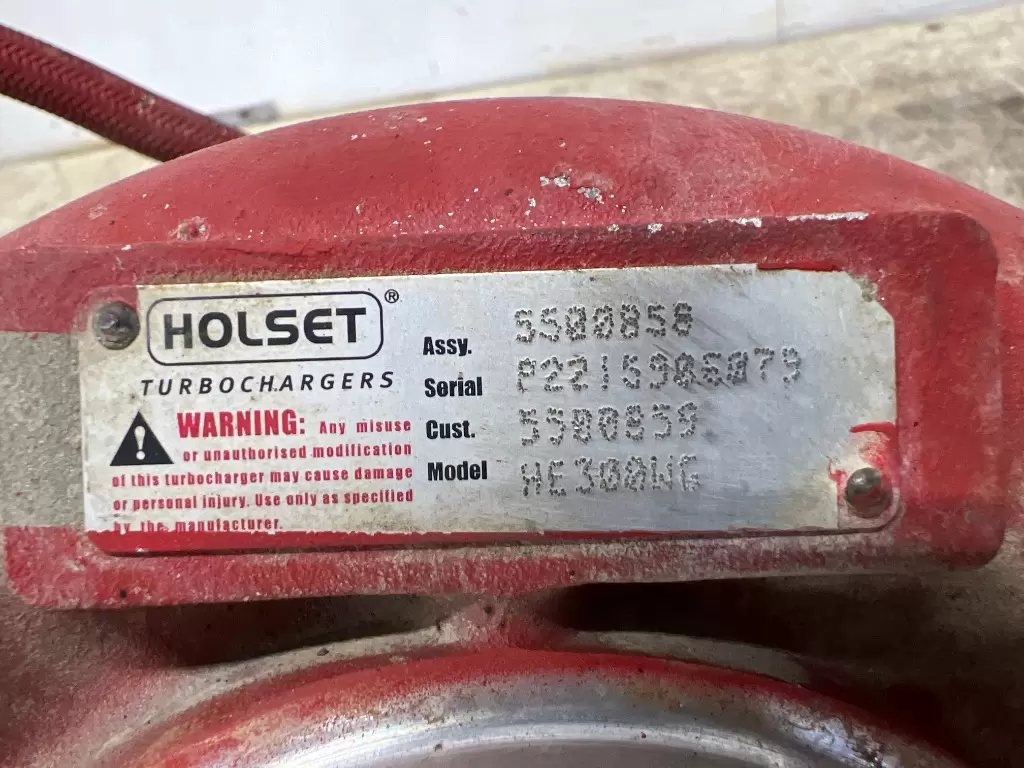 HOLSET®
TURBOCHARGERS
WARNING: Any misuse
or unauthorised modification
of this turbocharger may cause damage
or personal injury. Use only as specified
by the manufacturer.
Assy. 5500858
Serial P2216906079
Cust. 5500859
Model HE300WG